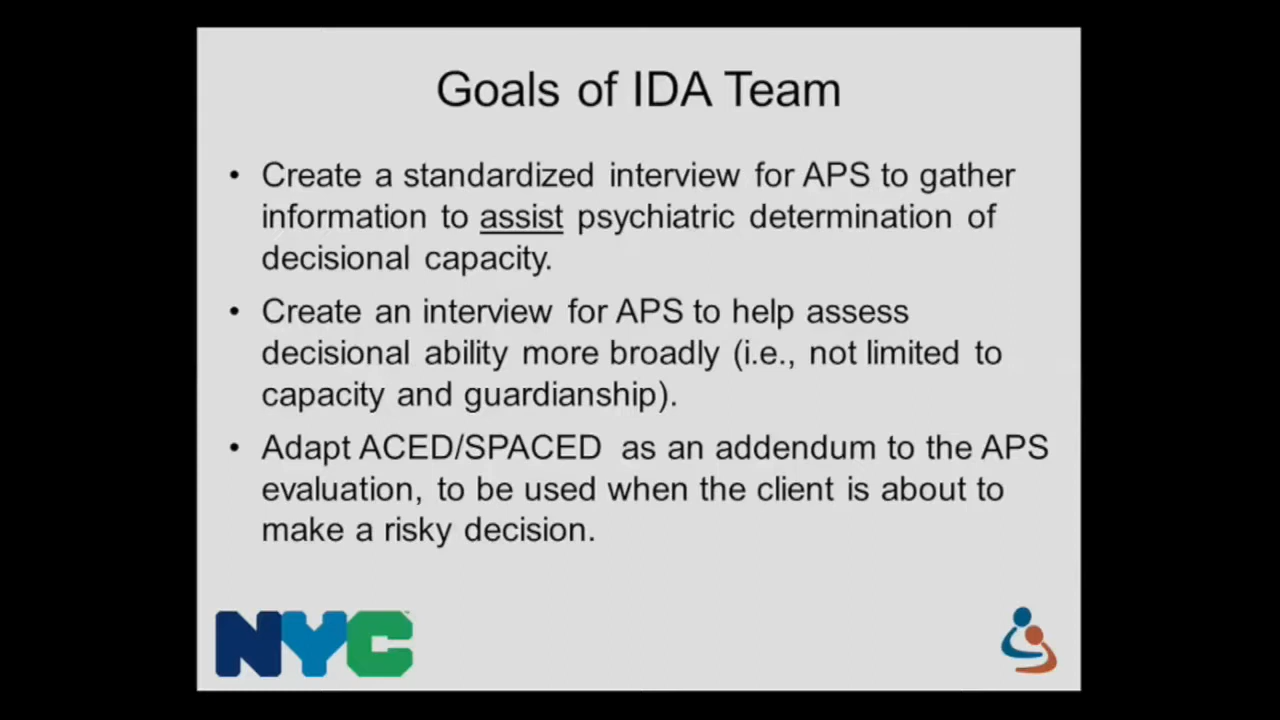 Goals of IDA Team
• Create a standardized interview for APS to gather
information to assist psychiatric determination of
decisional capacity.
• Create an interview for APS to help assess
decisional ability more broadly (i.e., not limited to
capacity and guardianship).
• Adapt ACED/SPACED as an addendum to the APS
evaluation, to be used when the client is about to
make a risky decision.
NYC